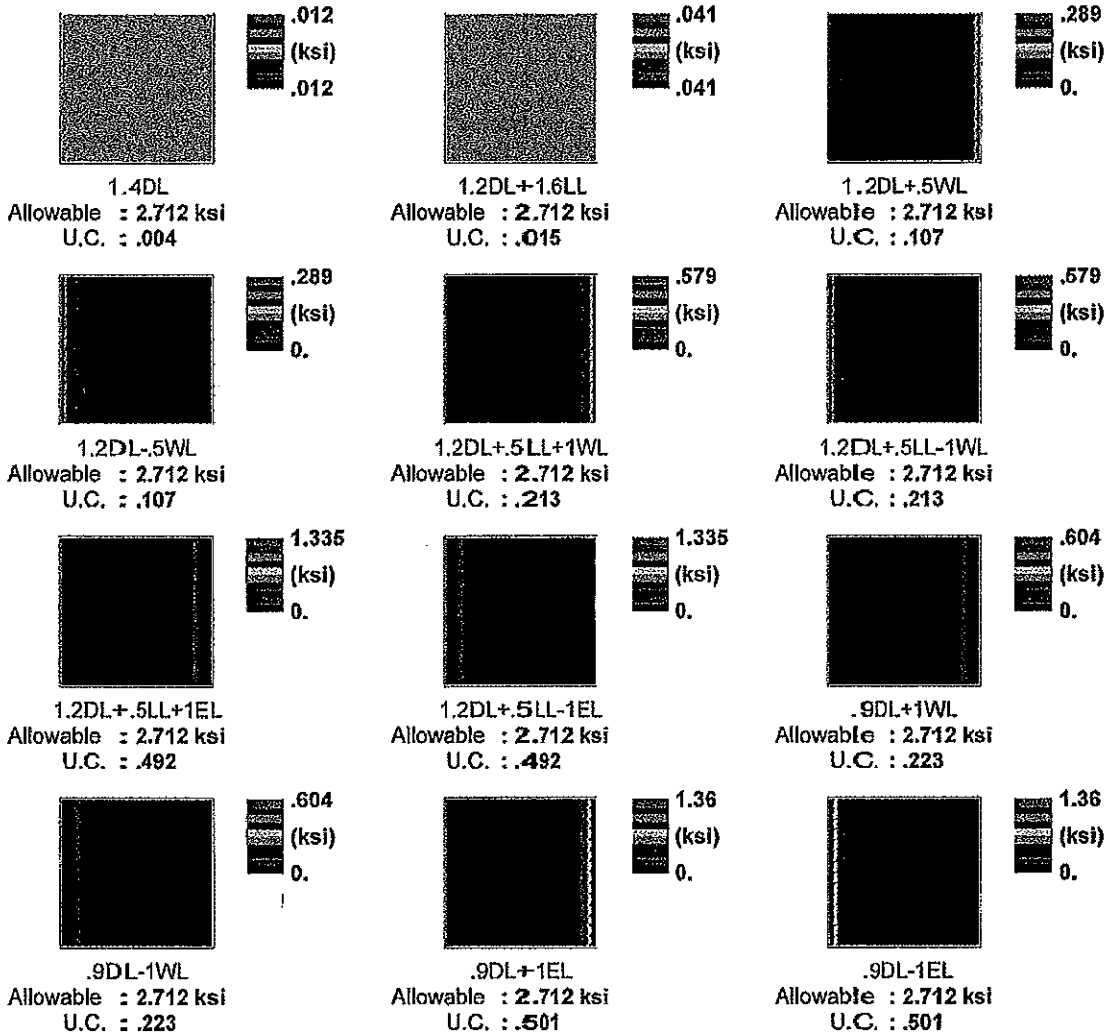 .012
(ksi)
.012
1.4DL
Allowable : 2.712 ksi
U.C. : .004
.041
(ksi)
.041
1.2DL+1.6LL
Allowable : 2.712 ksi
U.C. : .015
.289
(ksi)
0.
1.2DL+.5WL
Allowable : 2.712 ksi
U.C. : .107
.289
(ksi)
0.
1.2DL-.5WL
Allowable : 2.712 ksi
U.C. : .107
.579
(ksi)
0.
1.2DL+.5LL+1WL
Allowable : 2.712 ksi
U.C. : .213
.579
(ksi)
0.
1.2DL+.5LL-1WL
Allowable : 2.712 ksi
U.C. : .213
1.335
(ksi)
0.
1.2DL+.5LL+1EL
Allowable : 2.712 ksi
U.C. : .492
1.335
(ksi)
0.
1.2DL+.5LL-1EL
Allowable : 2.712 ksi
U.C. : .492
.604
(ksi)
0.
.9DL+1WL
Allowable : 2.712 ksi
U.C. : .223
.604
(ksi)
0.
.9DL-1WL
Allowable : 2.712 ksi
U.C. : .223
1.36
(ksi)
0.
.9DL+1EL
Allowable : 2.712 ksi
U.C. : .501
1.36
(ksi)
0.
.9DL-1EL
Allowable : 2.712 ksi
U.C. : .501